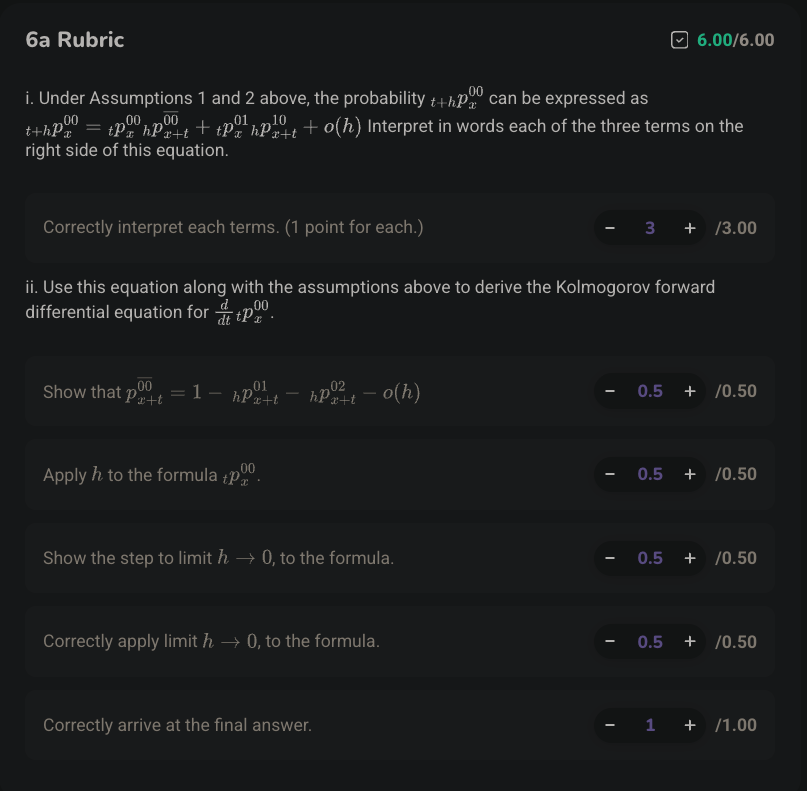 6a Rubric
6.00/6.00
i. Under Assumptions 1 and 2 above, the probability $_{t+h}p_x^{00}$ can be expressed as
$_{t+h}p_x^{00} = {}_tp_x^{00}\,{}_hp_{x+t}^{\overline{00}} + {}_tp_x^{01}\,{}_hp_{x+t}^{10} + o(h)$ Interpret in words each of the three terms on the
right side of this equation.
Correctly interpret each terms. (1 point for each.)
− 3 + /3.00
ii. Use this equation along with the assumptions above to derive the Kolmogorov forward
differential equation for $\frac{d}{dt}\,{}_tp_x^{00}$.
Show that $p_{x+t}^{\overline{00}} = 1 - {}_hp_{x+t}^{01} - {}_hp_{x+t}^{02} - o(h)$
− 0.5 + /0.50
Apply $h$ to the formula $_tp_x^{00}$.
− 0.5 + /0.50
Show the step to limit $h \to 0$, to the formula.
− 0.5 + /0.50
Correctly apply limit $h \to 0$, to the formula.
− 0.5 + /0.50
Correctly arrive at the final answer.
− 1 + /1.00